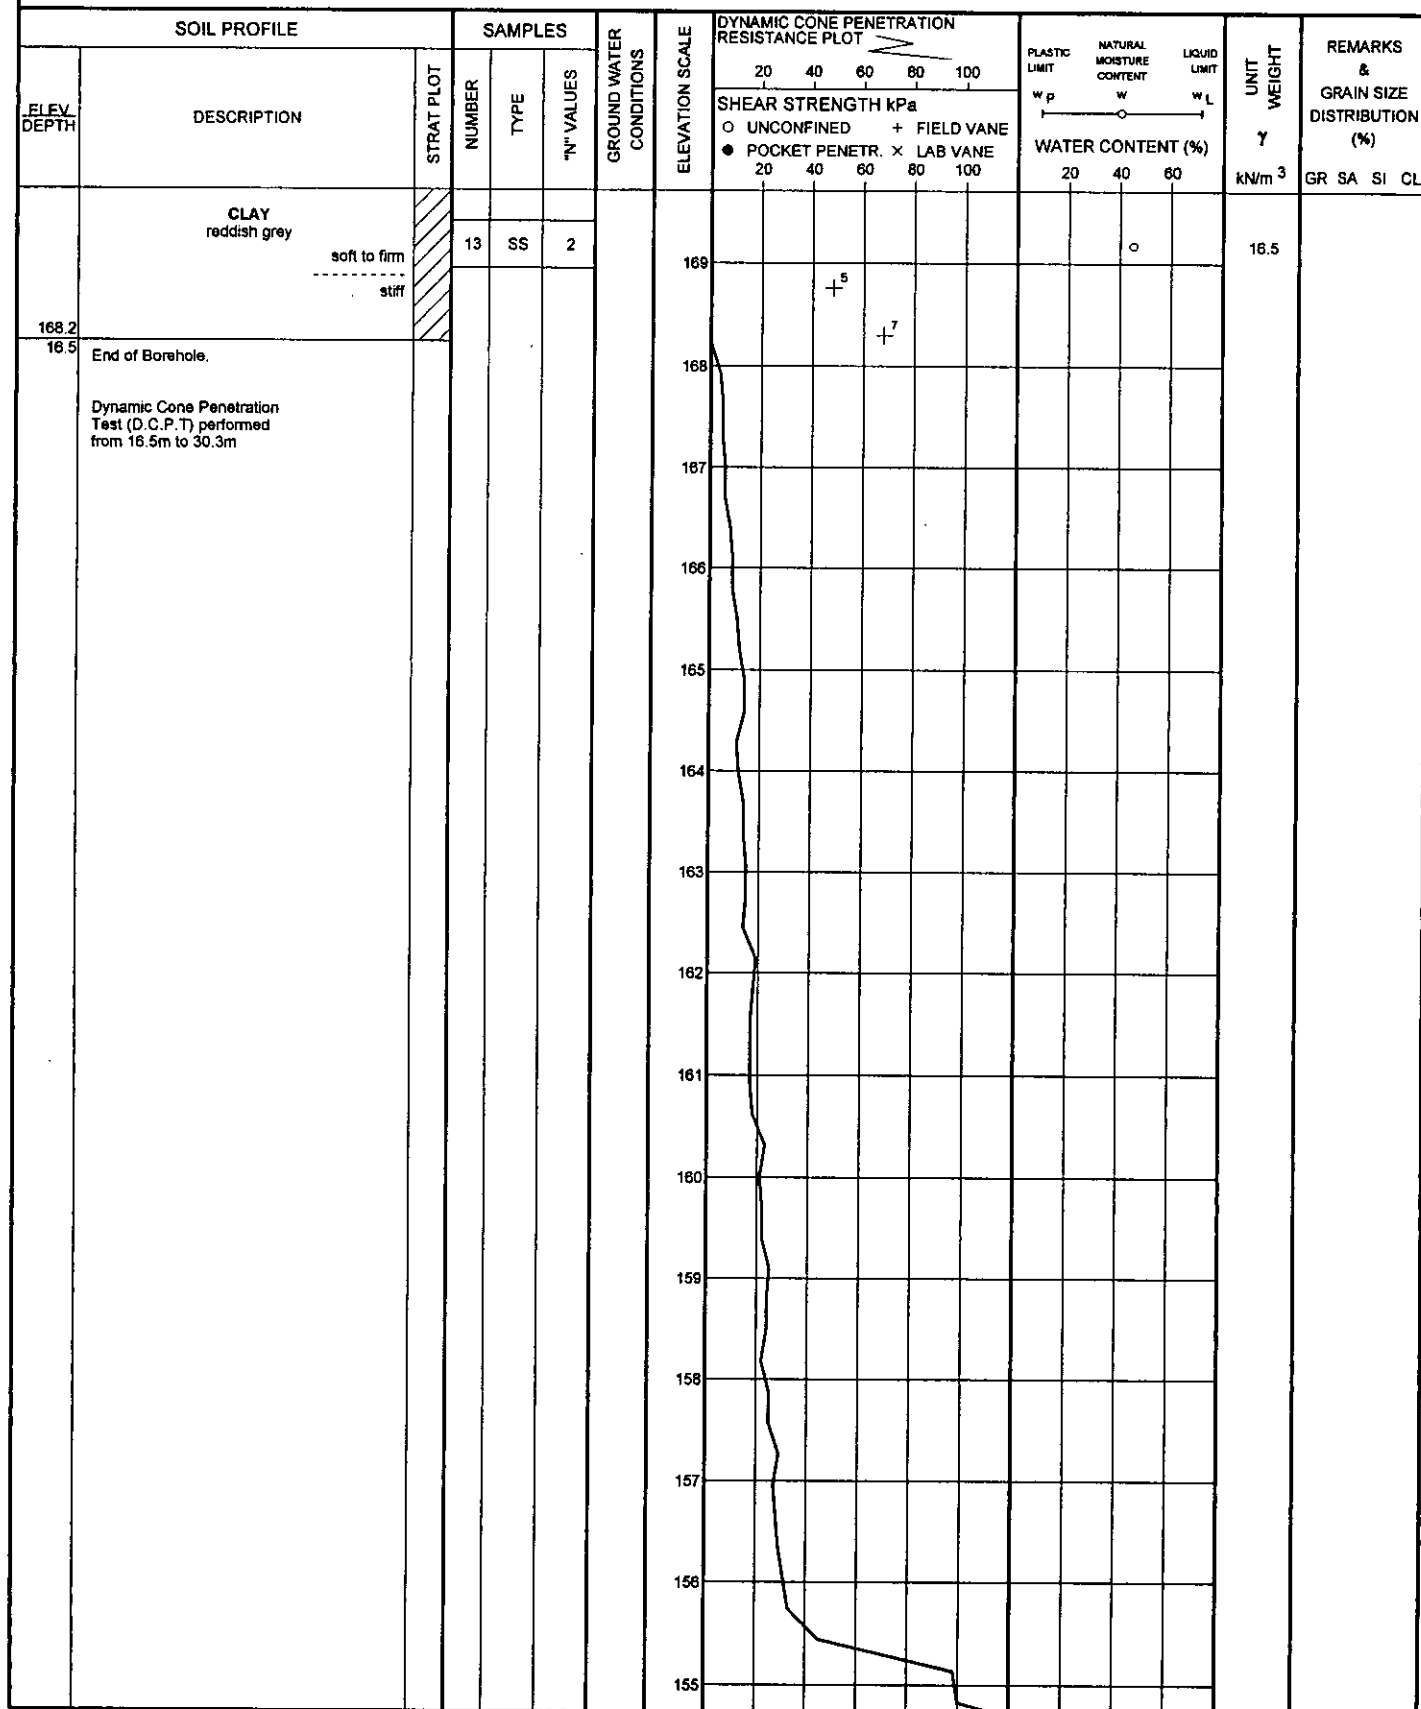 SOIL PROFILE
SAMPLES
GROUND WATER
CONDITIONS
ELEVATION SCALE
DYNAMIC CONE PENETRATION
RESISTANCE PLOT
20 40 60 80 100
SHEAR STRENGTH kPa
○ UNCONFINED + FIELD VANE
● POCKET PENETR. × LAB VANE
20 40 60 80 100
PLASTIC
LIMIT
NATURAL
MOISTURE
CONTENT
LIQUID
LIMIT
w P w w L
WATER CONTENT (%)
20 40 60
UNIT
WEIGHT
γ
kN/m 3
REMARKS
&
GRAIN SIZE
DISTRIBUTION
(%)
GR SA SI CL
ELEV
DEPTH
DESCRIPTION
STRAT PLOT
NUMBER
TYPE
"N" VALUES
CLAY
reddish grey
soft to firm
stiff
13 SS 2
16.5
168.2
16.5
End of Borehole.
Dynamic Cone Penetration
Test (D.C.P.T) performed
from 16.5m to 30.3m
5
7
169
168
167
166
165
164
163
162
161
160
159
158
157
156
155